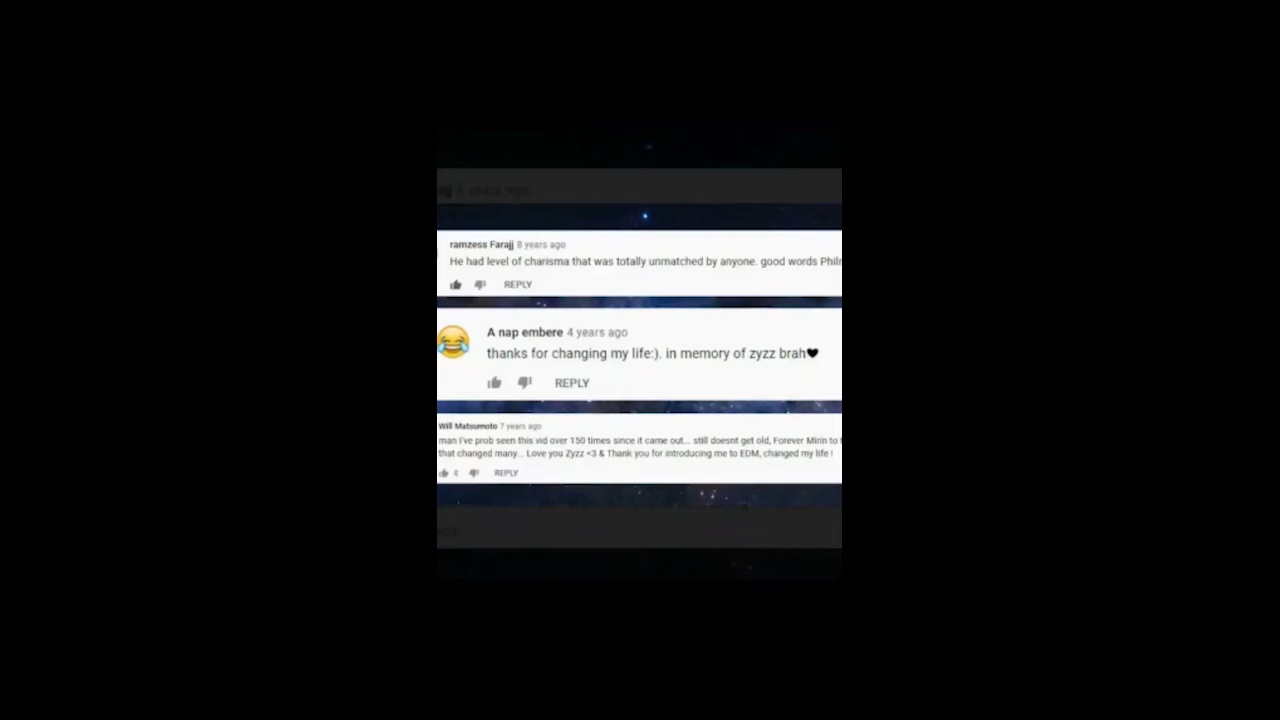 8 years ago
ramzess Farajj 8 years ago
He had level of charisma that was totally unmatched by anyone. good words Philr
REPLY
A nap embere 4 years ago
thanks for changing my life:). in memory of zyzz brah🖤
REPLY
Will Matsumoto 7 years ago
man I've prob seen this vid over 150 times since it came out... still doesnt get old, Forever Mirin to
that changed many... Love you Zyzz <3 & Thank you for introducing me to EDM, changed my life !
REPLY